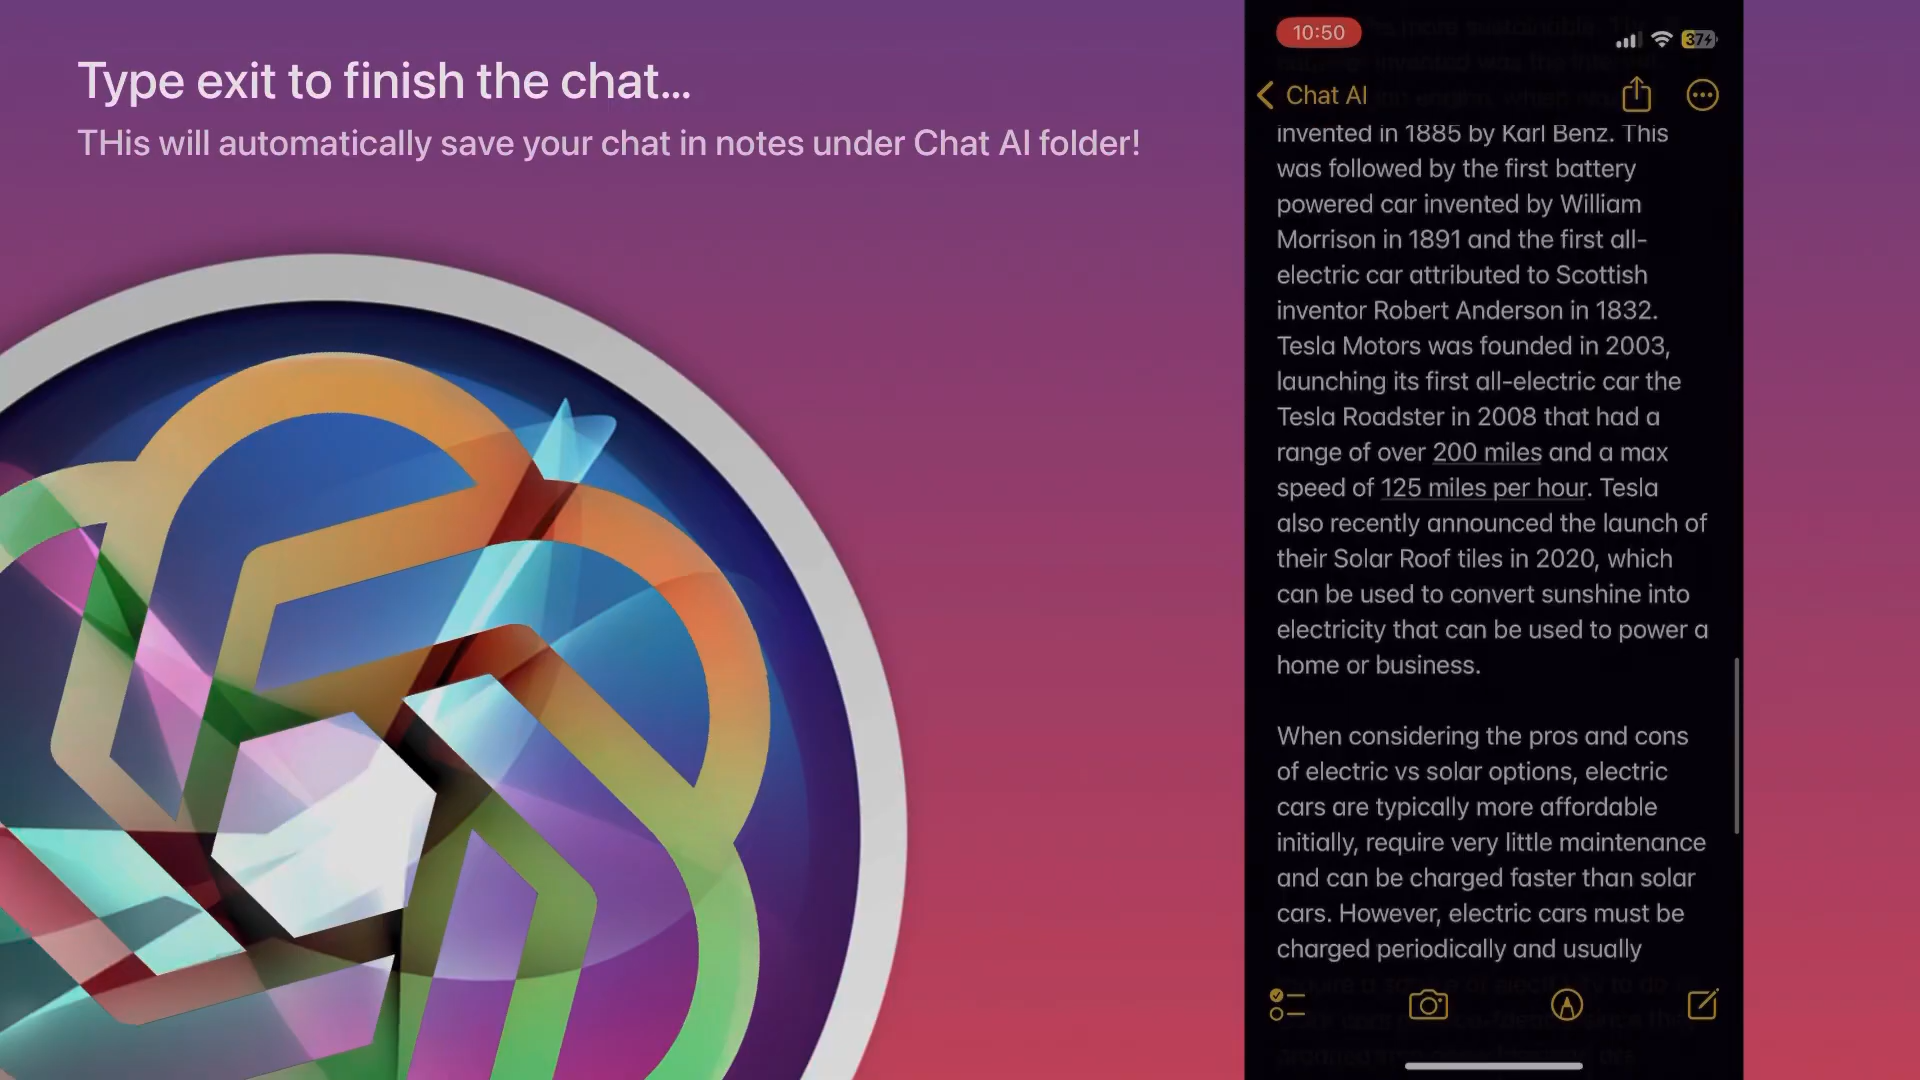 Type exit to finish the chat...
THis will automatically save your chat in notes under Chat AI folder!
10:50
37
Chat AI
invented in 1885 by Karl Benz. This
was followed by the first battery
powered car invented by William
Morrison in 1891 and the first all-
electric car attributed to Scottish
inventor Robert Anderson in 1832.
Tesla Motors was founded in 2003,
launching its first all-electric car the
Tesla Roadster in 2008 that had a
range of over 200 miles and a max
speed of 125 miles per hour. Tesla
also recently announced the launch of
their Solar Roof tiles in 2020, which
can be used to convert sunshine into
electricity that can be used to power a
home or business.
When considering the pros and cons
of electric vs solar options, electric
cars are typically more affordable
initially, require very little maintenance
and can be charged faster than solar
cars. However, electric cars must be
charged periodically and usually